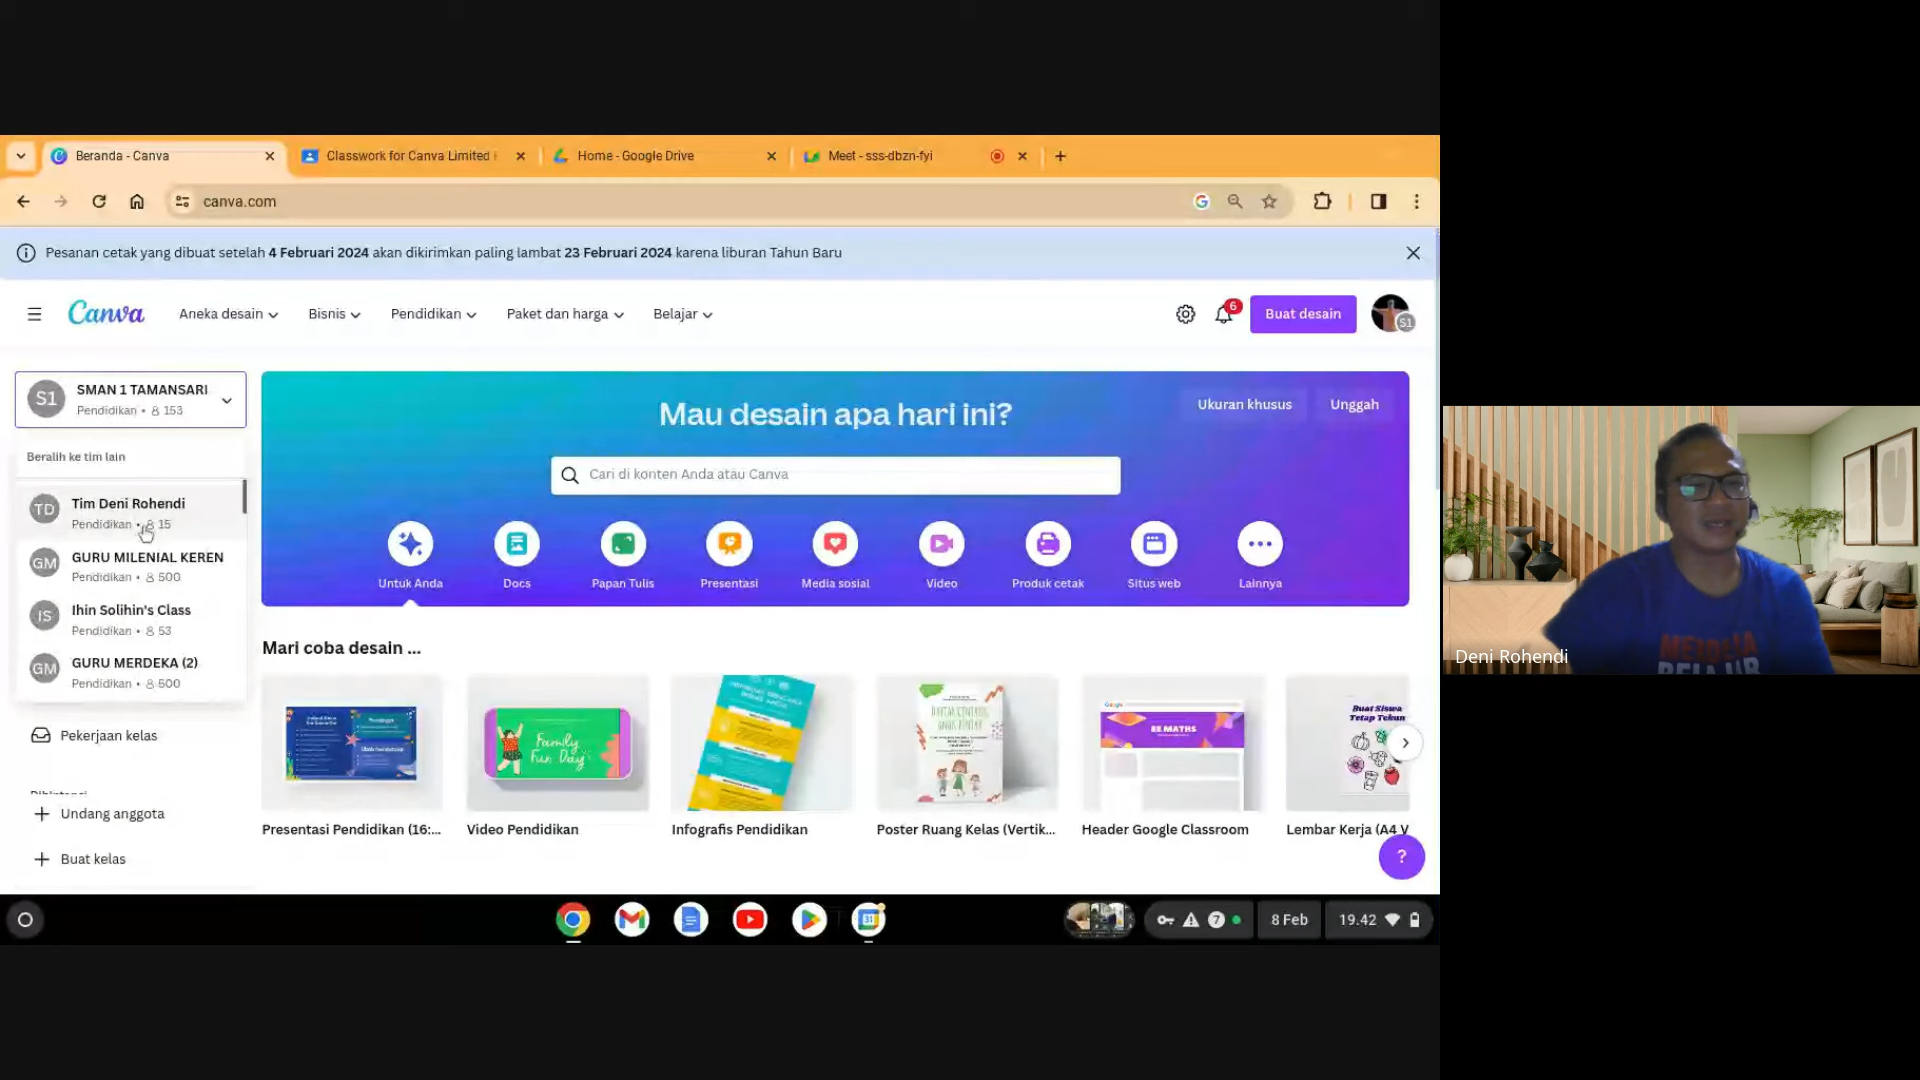 Beranda - Canva
Classwork for Canva Limited
Home - Google Drive
Meet - sss-dbzn-fyi
canva.com
Pesanan cetak yang dibuat setelah 4 Februari 2024 akan dikirimkan paling lambat 23 Februari 2024 karena liburan Tahun Baru
Canva
Aneka desain
Bisnis
Pendidikan
Paket dan harga
Belajar
6
Buat desain
S1
S1
SMAN 1 TAMANSARI
Pendidikan • 153
Beralih ke tim lain
TD
Tim Deni Rohendi
Pendidikan • 15
GM
GURU MILENIAL KEREN
Pendidikan • 500
IS
Ihin Solihin's Class
Pendidikan • 53
GM
GURU MERDEKA (2)
Pendidikan • 500
Pekerjaan kelas
Undang anggota
Buat kelas
Mau desain apa hari ini?
Ukuran khusus
Unggah
Cari di konten Anda atau Canva
Untuk Anda
Docs
Papan Tulis
Presentasi
Media sosial
Video
Produk cetak
Situs web
Lainnya
Mari coba desain ...
Family
Fun Day
BE MATHS
Buat Siswa
Tetap Tekun
Presentasi Pendidikan (16:...
Video Pendidikan
Infografis Pendidikan
Poster Ruang Kelas (Vertik...
Header Google Classroom
Lembar Kerja (A4 V
?
31
7
8 Feb
19.42
MERDEKA
BELAJAR
Deni Rohendi